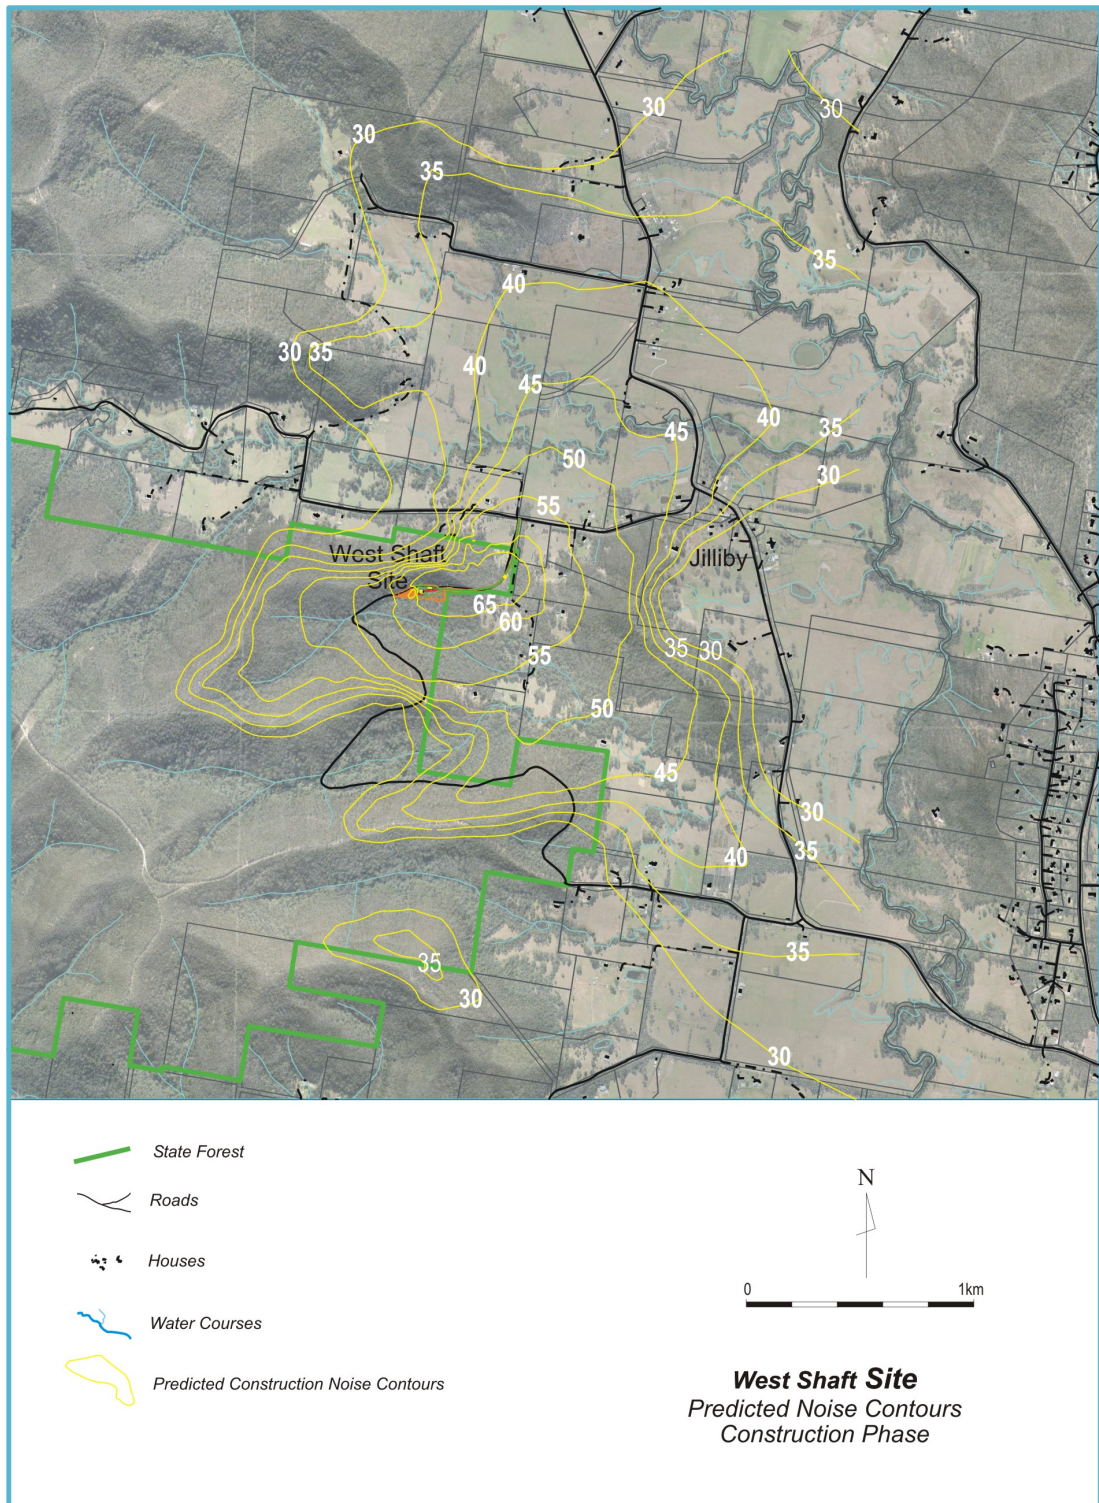 30
30
30
35
35
40
30 35
40
45
40
35
45
50
30
55
West Shaft
Site
Jilliby
65
60
55
35 30
50
45
30
40
35
35
35
30
30
State Forest
Roads
Houses
Water Courses
Predicted Construction Noise Contours
N
0 1km
West Shaft Site
Predicted Noise Contours
Construction Phase